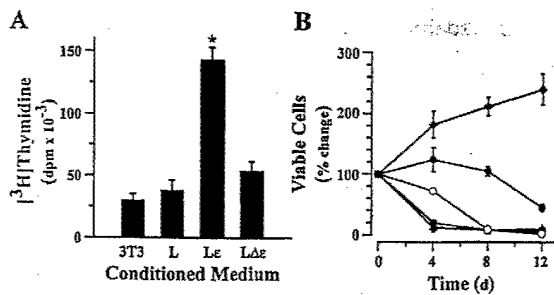 A
[³H]Thymidine
(dpm x 10⁻³)
150
100
50
0
*
3T3 L Lε LΔε
Conditioned Medium
B
Viable Cells
(% change)
300
200
100
0
0 4 8 12
Time (d)